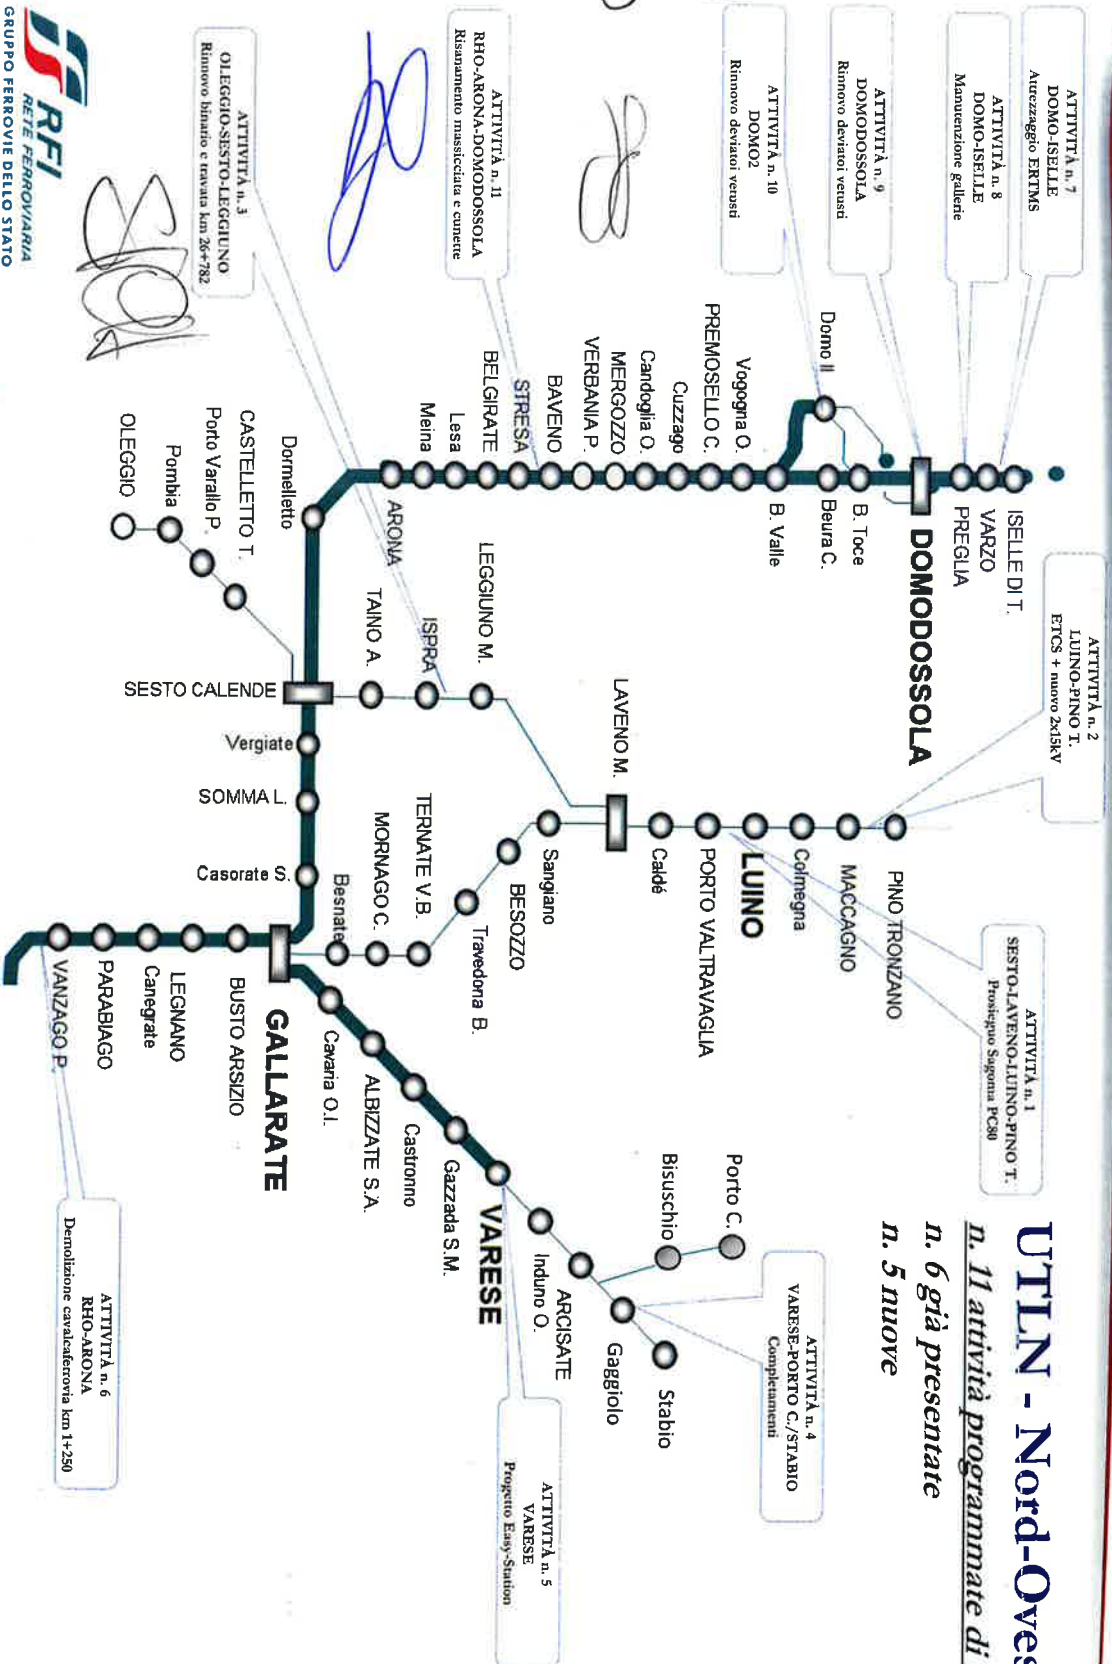 UTLN - Nord-Oves
n. 11 attività programmate di
n. 6 già presentate
n. 5 nuove
ATTIVITÀ n. 7
DOMO-ISELLE
Attrezzaggio ERTMS
ATTIVITÀ n. 8
DOMO-ISELLE
Manutenzione gallerie
ATTIVITÀ n. 9
DOMODOSSOLA
Rinnovo deviatoi vetusti
ATTIVITÀ n. 10
DOMO2
Rinnovo deviatoi vetusti
ATTIVITÀ n. 11
RHO-ARONA-DOMODOSSOLA
Risanamento massicciata e cunette
ATTIVITÀ n. 3
OLEGGIO-SESTO-LEGGIUNO
Rinnovo binario e travata km 26+782
ATTIVITÀ n. 2
LUINO-PINO T.
ETCS + nuovo 2x15kV
ATTIVITÀ n. 1
SESTO-LAVENO-LUINO-PINO T.
Prosieguo Sagoma PC80
ATTIVITÀ n. 4
VARESE-PORTO C./STABIO
Completamenti
ATTIVITÀ n. 5
VARESE
Progetto Easy-Station
ATTIVITÀ n. 6
RHO-ARONA
Demolizione cavalcaferrovia km 1+250
ISELLE DI T.
VARZO
PREGLIA
DOMODOSSOLA
B. Toce
Beura C.
Domo II
B. Valle
Vogogna O.
PREMOSELLO C.
Cuzzago
Candoglia O.
MERGOZZO
VERBANIA P.
BAVENO
STRESA
BELGIRATE
Lesa
Meina
ARONA
Dormelletto
CASTELLETTO T.
Porto Varallo P.
Pombia
OLEGGIO
SESTO CALENDE
TAINO A.
ISPRA
LEGGIUNO M.
LAVENO M.
Caldé
PORTO VALTRAVAGLIA
LUINO
Colmegna
MACCAGNO
PINO TRONZANO
Sangiano
BESOZZO
Travedona B.
TERNATE V.B.
MORNAGO C.
Besnate
Vergiate
SOMMA L.
Casorate S.
GALLARATE
BUSTO ARSIZIO
LEGNANO
Canegrate
PARABIAGO
VANZAGO P.
Cavaria O.I.
ALBIZZATE S.A.
Castronno
Gazzada S.M.
VARESE
Induno O.
ARCISATE
Gaggiolo
Stabio
Bisuschio
Porto C.
RFI
RETE FERROVIARIA
GRUPPO FERROVIE DELLO STATO